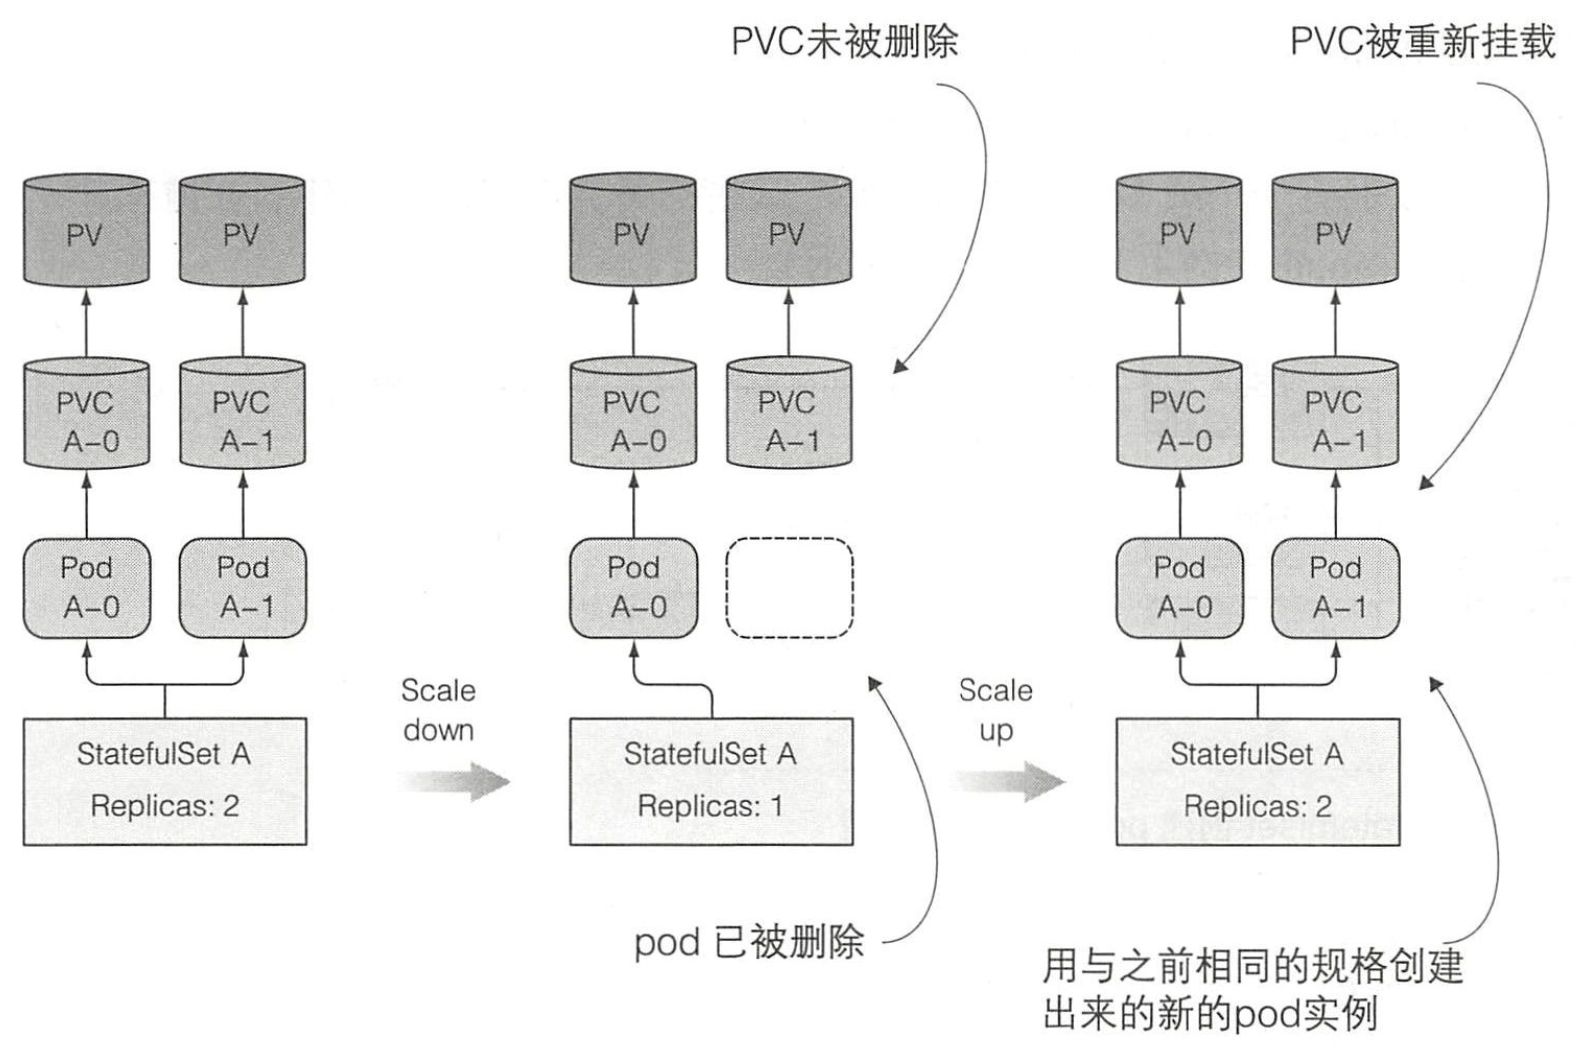 PVC未被删除
PVC被重新挂载
PV
PV
PV
PV
PV
PV
PVC
A-0
PVC
A-1
PVC
A-0
PVC
A-1
PVC
A-0
PVC
A-1
Pod
A-0
Pod
A-1
Pod
A-0
Pod
A-0
Pod
A-1
Scale
down
Scale
up
StatefulSet A
Replicas: 2
StatefulSet A
Replicas: 1
StatefulSet A
Replicas: 2
pod 已被删除
用与之前相同的规格创建
出来的新的pod实例